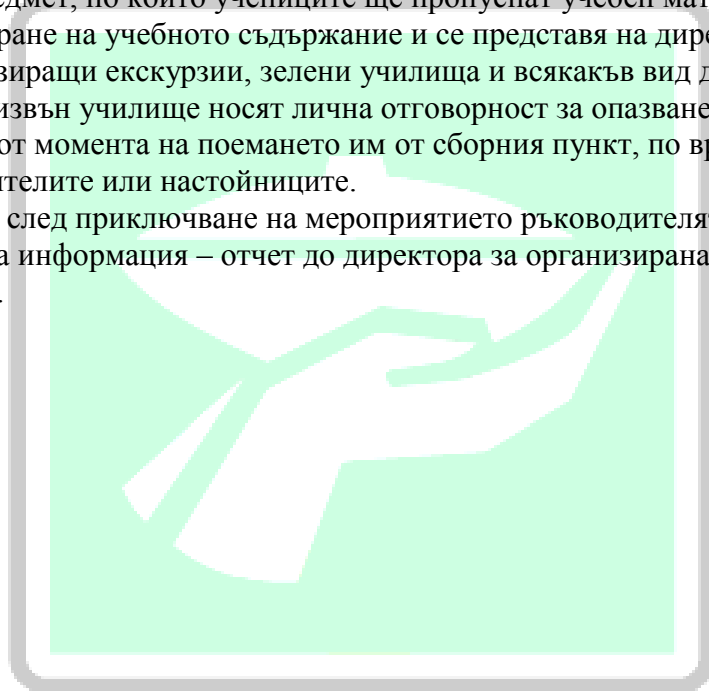 едмет, по които учениците ще пропуснат учебен мат
ране на учебното съдържание и се представя на дире
зиращи екскурзии, зелени училища и всякакъв вид д
извън училище носят лична отговорност за опазване
от момента на поемането им от сборния пункт, по вр
ителите или настойниците.
след приключване на мероприятието ръководителят
а информация – отчет до директора за организирана
.